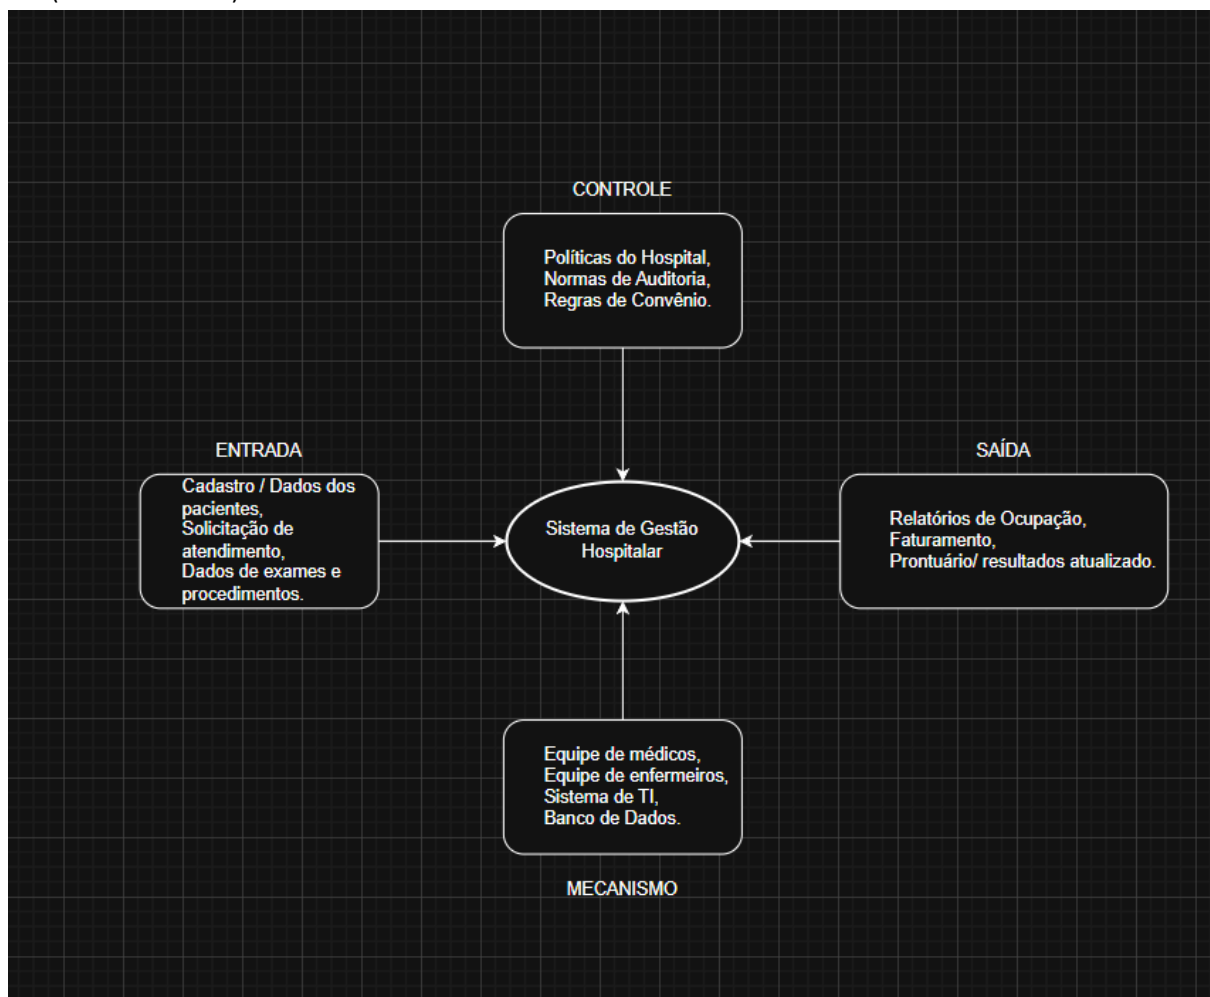 CONTROLE
Políticas do Hospital,
Normas de Auditoria,
Regras de Convênio.
ENTRADA
Cadastro / Dados dos
pacientes,
Solicitação de
atendimento,
Dados de exames e
procedimentos.
Sistema de Gestão
Hospitalar
SAÍDA
Relatórios de Ocupação,
Faturamento,
Prontuário/ resultados atualizado.
Equipe de médicos,
Equipe de enfermeiros,
Sistema de TI,
Banco de Dados.
MECANISMO